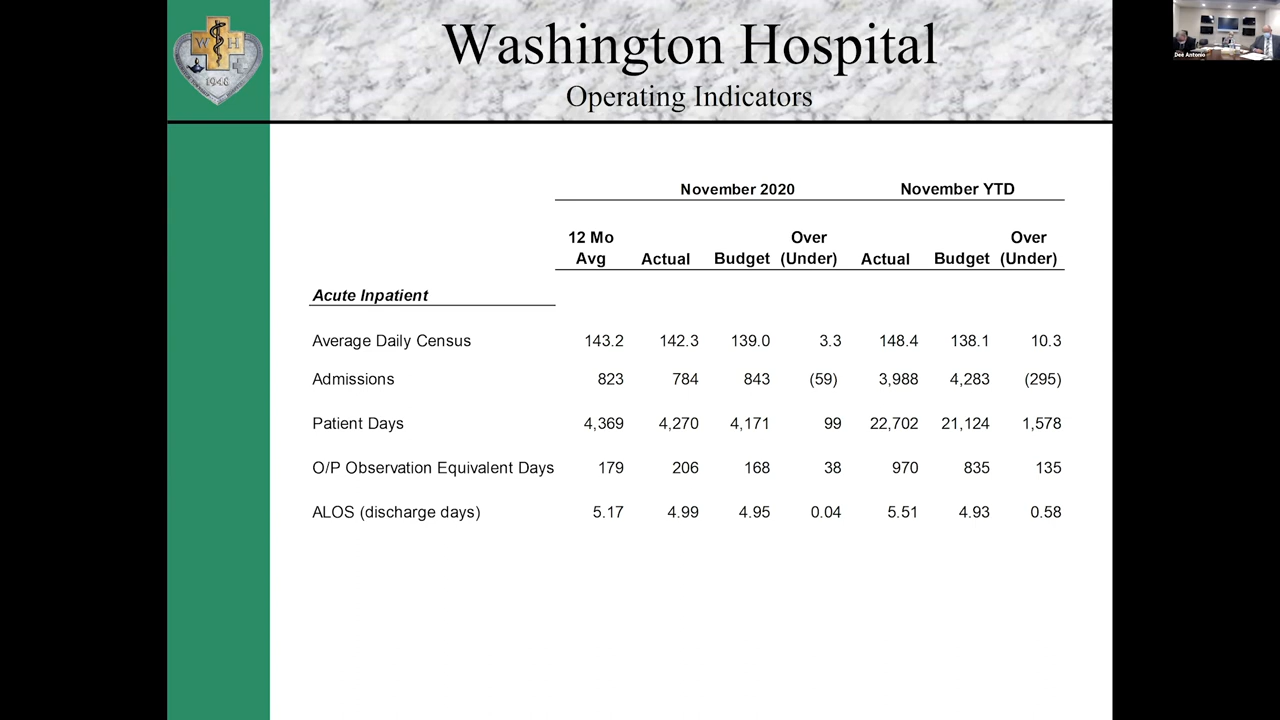 W H
1948
Washington Hospital
Operating Indicators
Dee Antonio
November 2020 November YTD
12 Mo Avg Actual Budget Over (Under) Actual Budget Over (Under)
Acute Inpatient
Average Daily Census 143.2 142.3 139.0 3.3 148.4 138.1 10.3
Admissions 823 784 843 (59) 3,988 4,283 (295)
Patient Days 4,369 4,270 4,171 99 22,702 21,124 1,578
O/P Observation Equivalent Days 179 206 168 38 970 835 135
ALOS (discharge days) 5.17 4.99 4.95 0.04 5.51 4.93 0.58